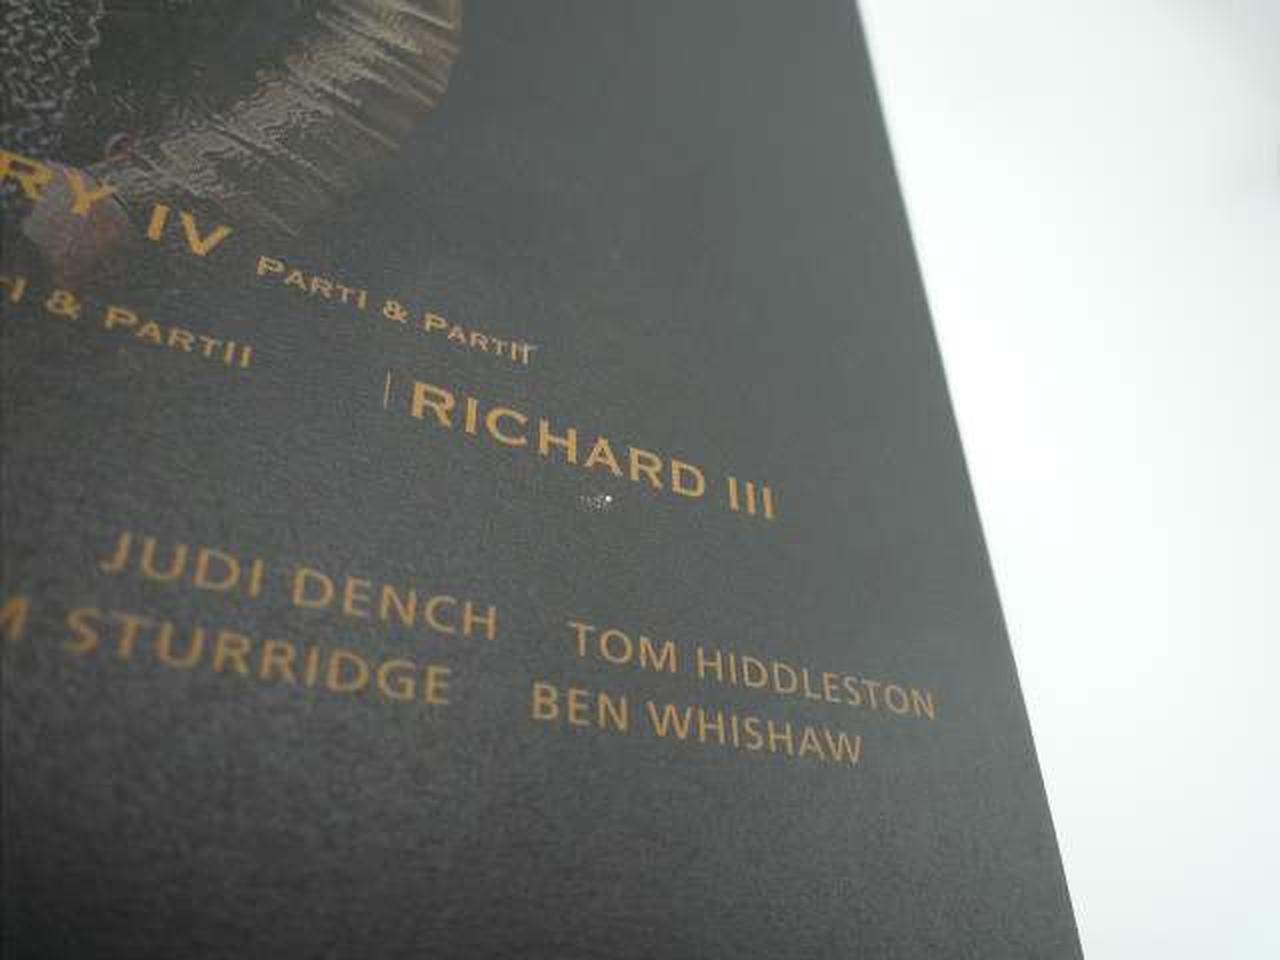 RY IV PARTI & PARTII
I & PARTII | RICHARD III
JUDI DENCH TOM HIDDLESTON
M STURRIDGE BEN WHISHAW